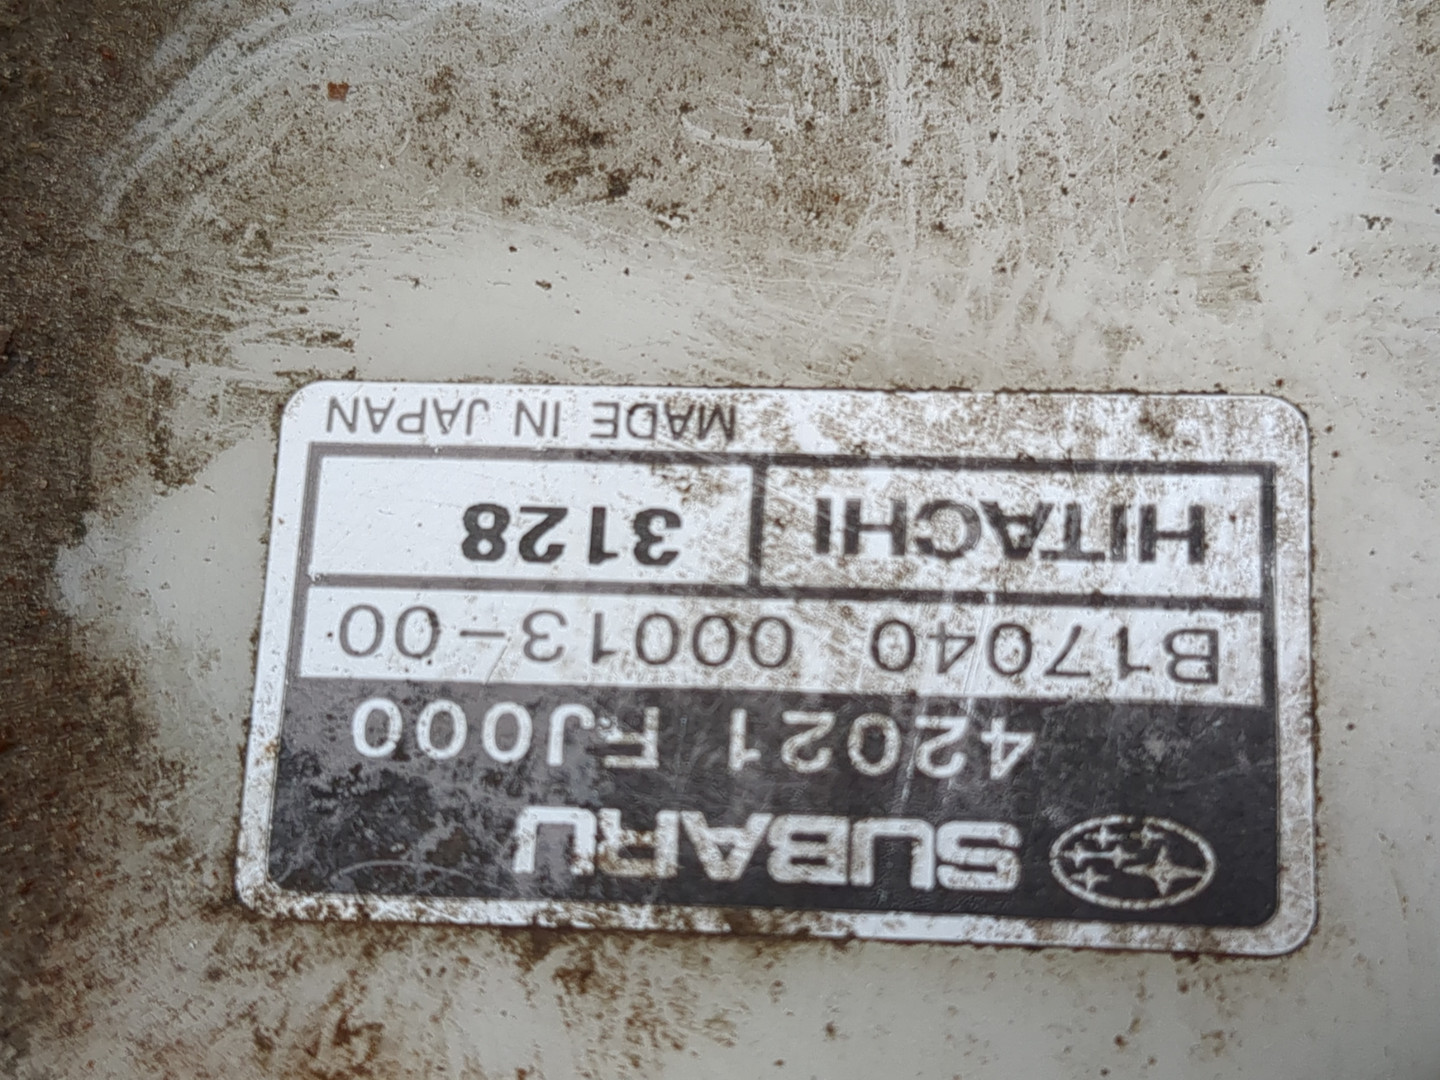 SUBARU
42021 FJ000
B17040 00013-00
HITACHI 3128
MADE IN JAPAN